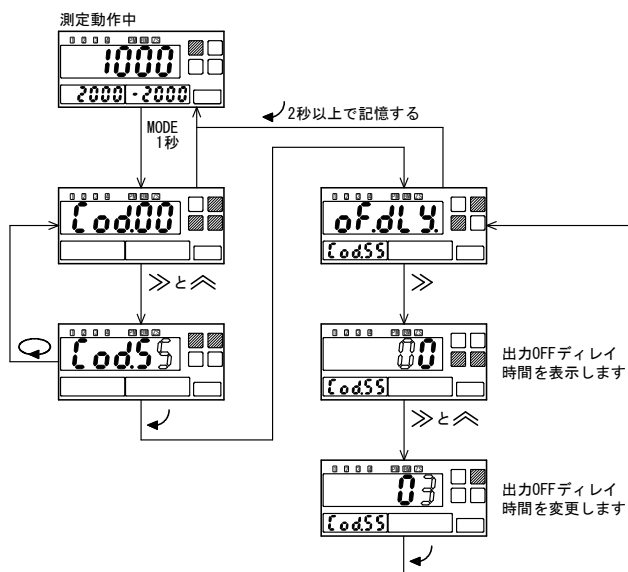 測定動作中
1000
2000 -2000
MODE
1秒
2秒以上で記憶する
Cod.00
≫と︽
Cod.55
oF.dLY.
Cod.55
≫
00
Cod.55
出力OFFディレイ
時間を表示します
≫と︽
03
Cod.55
出力OFFディレイ
時間を変更します